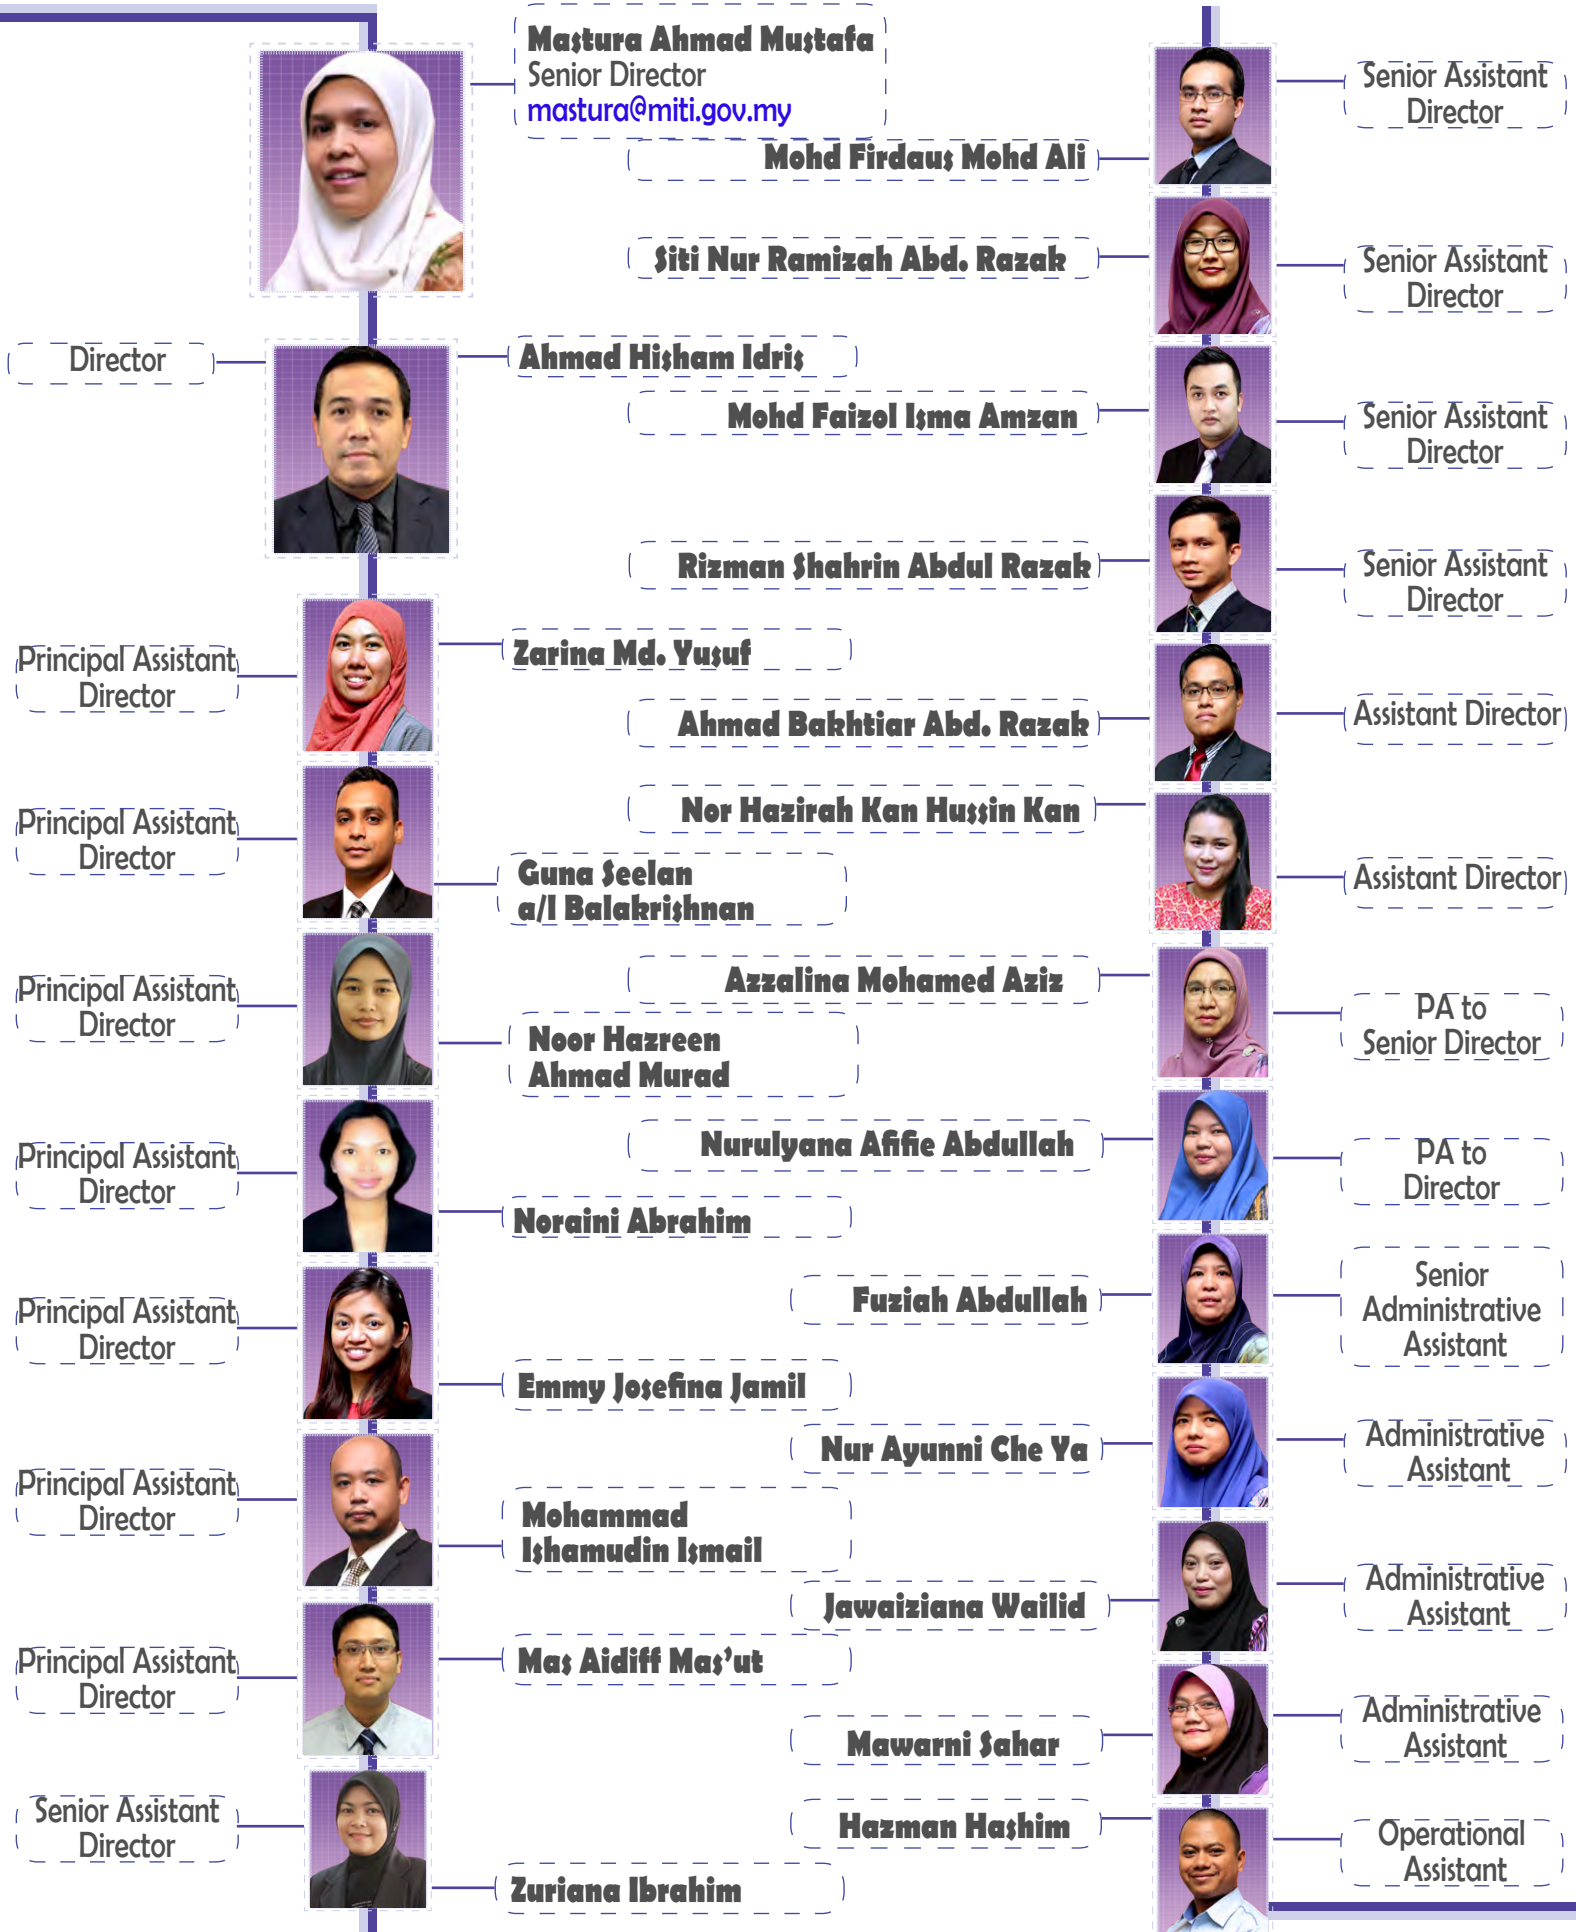 Mastura Ahmad Mustafa
Senior Director
mastura@miti.gov.my
Director
Ahmad Hisham Idris
Principal Assistant
Director
Zarina Md. Yusuf
Principal Assistant
Director
Guna Seelan
a/l Balakrishnan
Principal Assistant
Director
Noor Hazreen
Ahmad Murad
Principal Assistant
Director
Noraini Abrahim
Principal Assistant
Director
Emmy Josefina Jamil
Principal Assistant
Director
Mohammad
Ishamudin Ismail
Principal Assistant
Director
Mas Aidiff Mas’ut
Senior Assistant
Director
Zuriana Ibrahim
Mohd Firdaus Mohd Ali
Senior Assistant
Director
Siti Nur Ramizah Abd. Razak
Senior Assistant
Director
Mohd Faizol Isma Amzan
Senior Assistant
Director
Rizman Shahrin Abdul Razak
Senior Assistant
Director
Ahmad Bakhtiar Abd. Razak
Assistant Director
Nor Hazirah Kan Hussin Kan
Assistant Director
Azzalina Mohamed Aziz
PA to
Senior Director
Nurulyana Afifie Abdullah
PA to
Director
Fuziah Abdullah
Senior
Administrative
Assistant
Nur Ayunni Che Ya
Administrative
Assistant
Jawaiziana Wailid
Administrative
Assistant
Mawarni Sahar
Administrative
Assistant
Hazman Hashim
Operational
Assistant